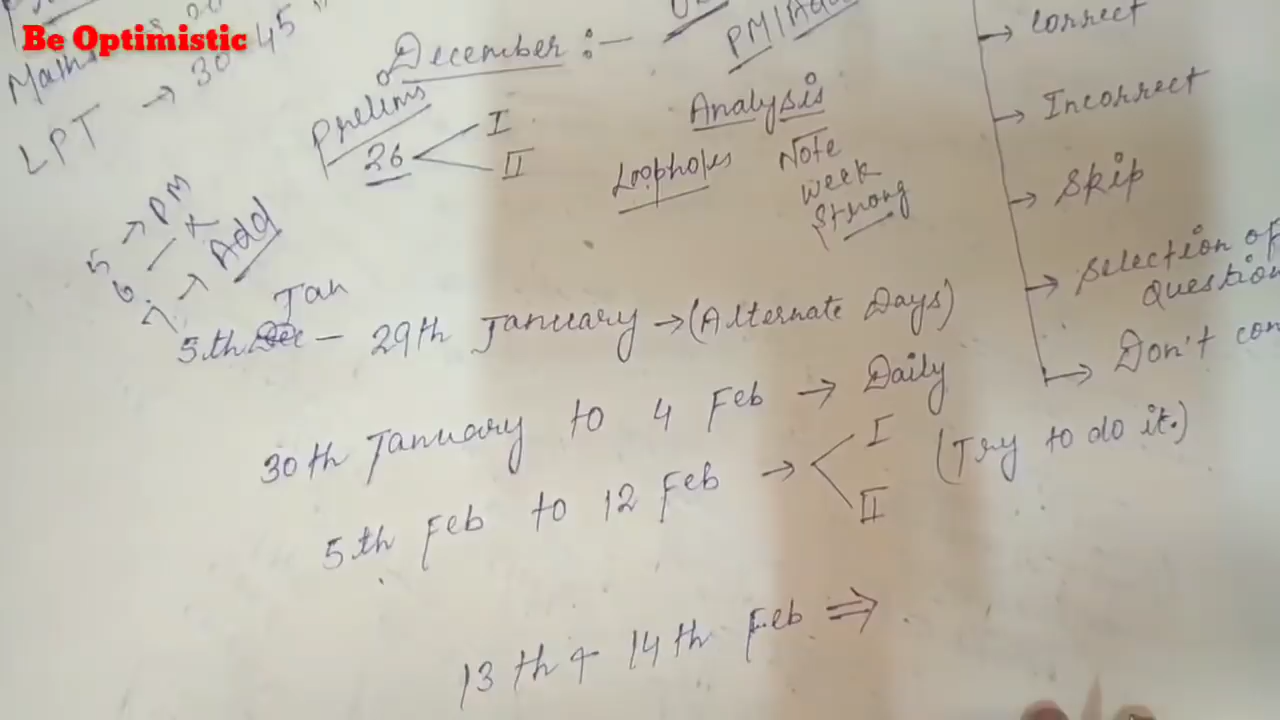 Be Optimistic
Maths
LPT → 30 - 45
December :-
PM/Add
Prelims
26
I
II
Analysis
Loopholes
Note
Week
Strong
correct
Incorrect
Skip
Selection of
Question
Don't con
5 → PM
6 — X
7 → Add
Jan
5th - 29th January → (Alternate Days)
30th January to 4 Feb → Daily
5th Feb to 12 Feb →
I
II
(Try to do it.)
13th + 14th Feb ⇒